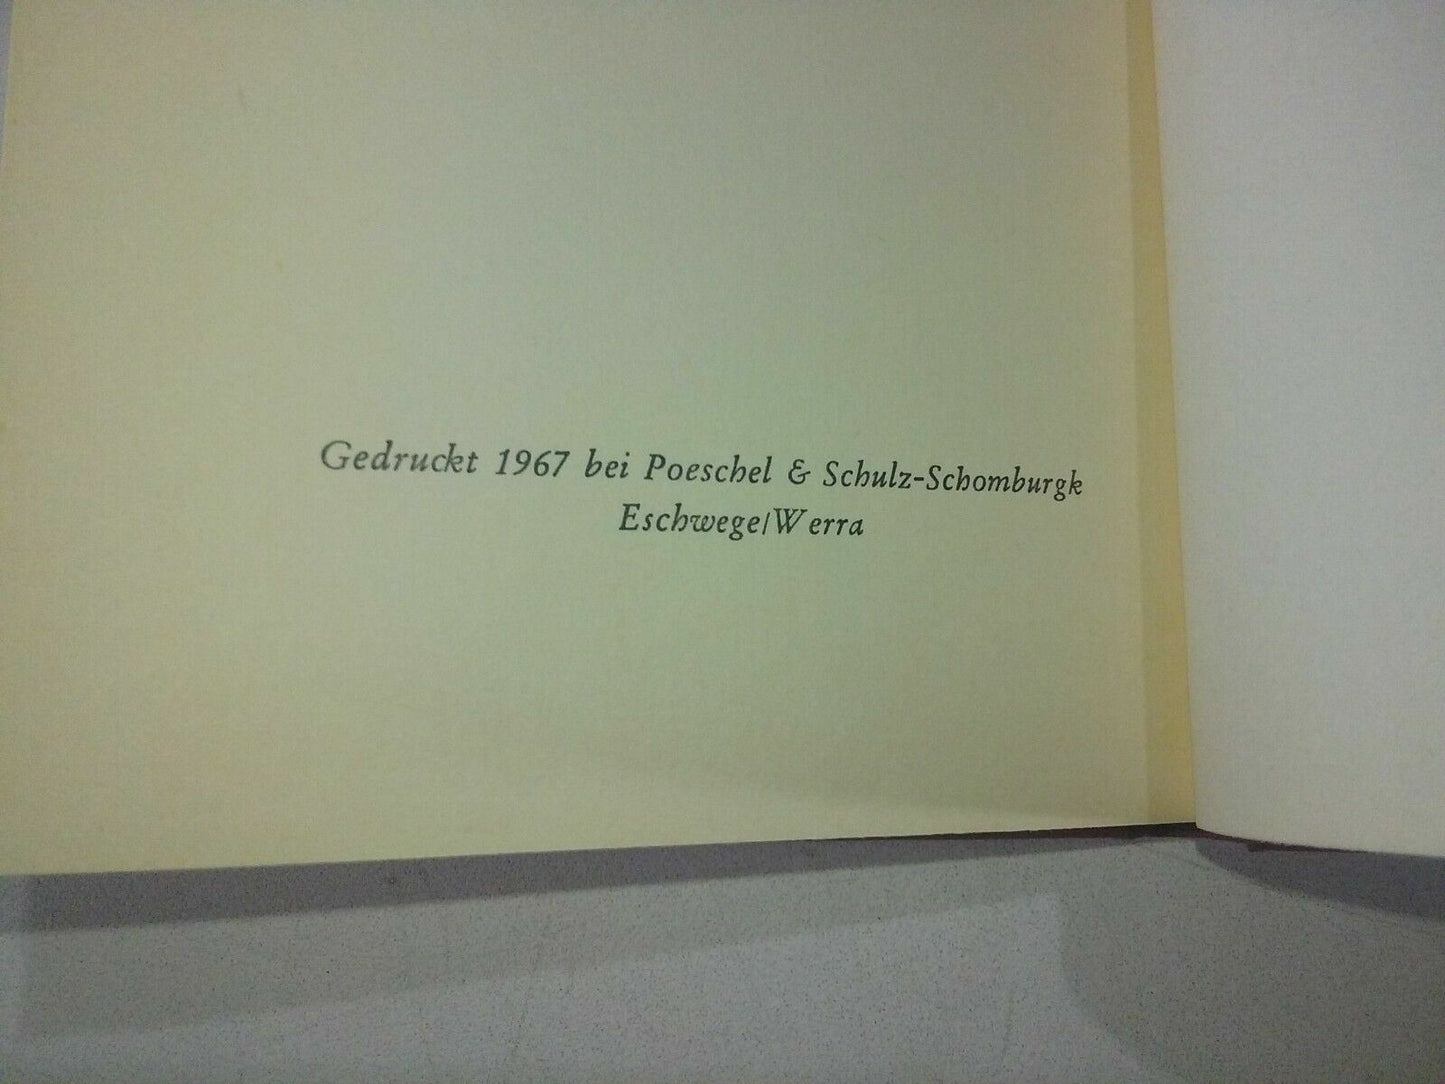 Gedruckt 1967 bei Poeschel & Schulz-Schomburgk
Eschwege/Werra